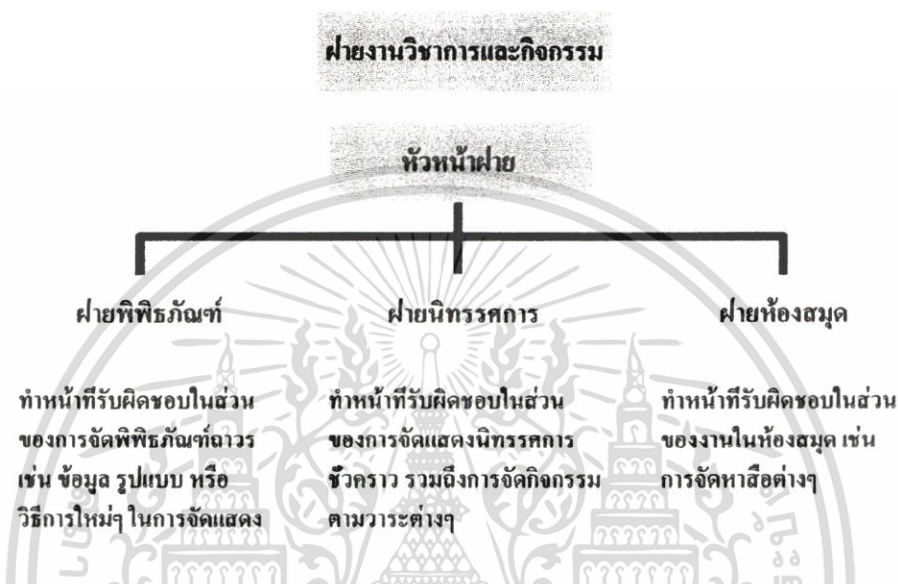 ฝ่ายงานวิชาการและกิจกรรม
หัวหน้าฝ่าย
ฝ่ายพิพิธภัณฑ์
ทำหน้าที่รับผิดชอบในส่วน
ของการจัดพิพิธภัณฑ์ถาวร
เช่น ข้อมูล รูปแบบ หรือ
วิธีการใหม่ๆ ในการจัดแสดง
ฝ่ายนิทรรศการ
ทำหน้าที่รับผิดชอบในส่วน
ของการจัดแสดงนิทรรศการ
ชั่วคราว รวมถึงการจัดกิจกรรม
ตามวาระต่างๆ
ฝ่ายห้องสมุด
ทำหน้าที่รับผิดชอบในส่วน
ของงานในห้องสมุด เช่น
การจัดหาสื่อต่างๆ